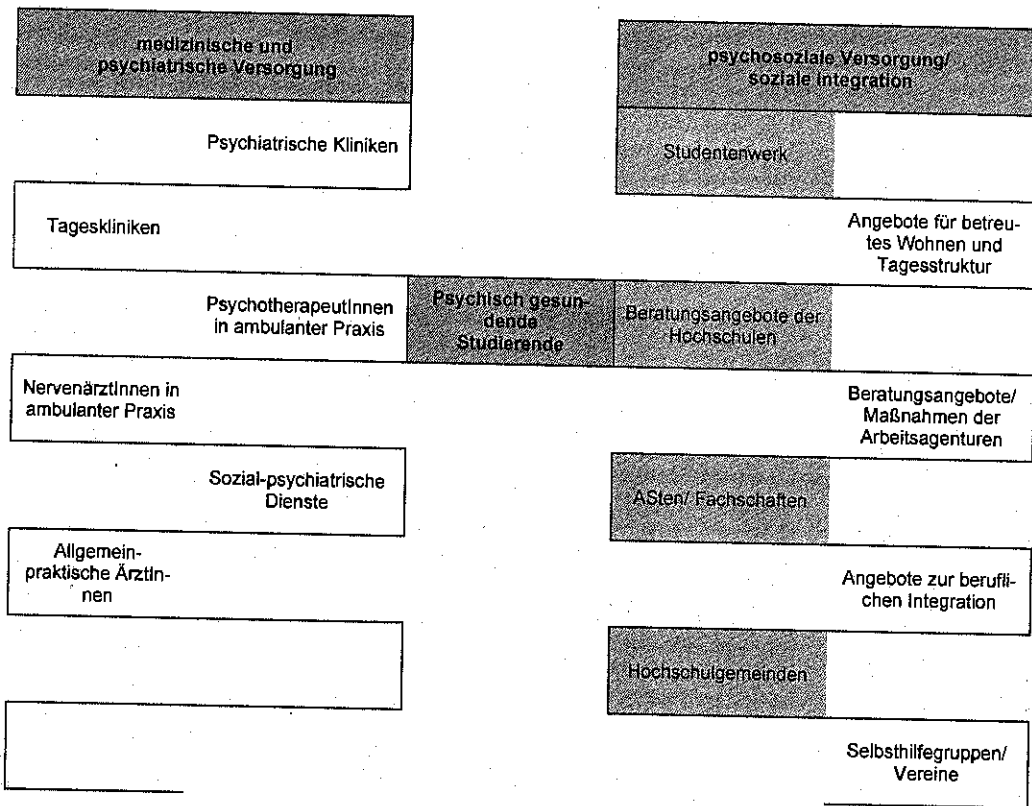 medizinische und
psychiatrische Versorgung
psychosoziale Versorgung/
soziale Integration
Psychiatrische Kliniken
Studentenwerk
Tageskliniken
Angebote für betreu-
tes Wohnen und
Tagesstruktur
PsychotherapeutInnen
in ambulanter Praxis
Psychisch gesun-
dende
Studierende
Beratungsangebote der
Hochschulen
NervenärztInnen in
ambulanter Praxis
Beratungsangebote/
Maßnahmen der
Arbeitsagenturen
Sozial-psychiatrische
Dienste
ASten/ Fachschaften
Allgemein-
praktische ÄrztIn-
nen
Angebote zur berufli-
chen Integration
Hochschulgemeinden
Selbsthilfegruppen/
Vereine